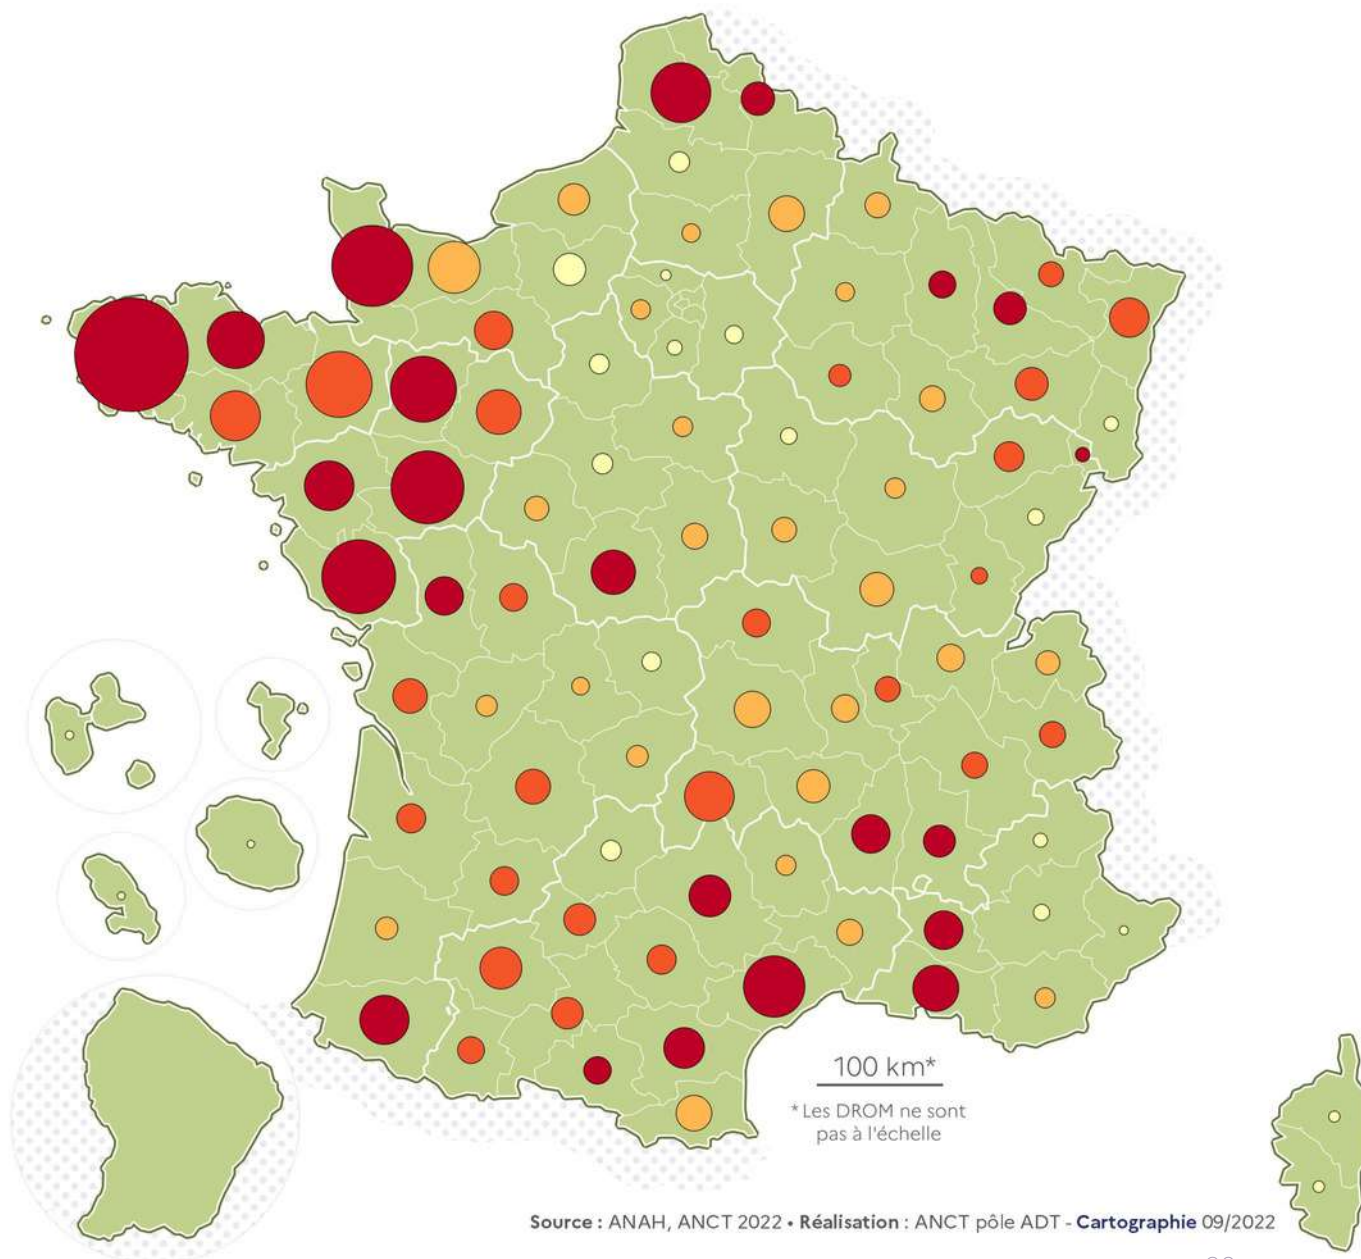 100 km*
* Les DROM ne sont
pas à l'échelle
Source : ANAH, ANCT 2022 • Réalisation : ANCT pôle ADT - Cartographie 09/2022